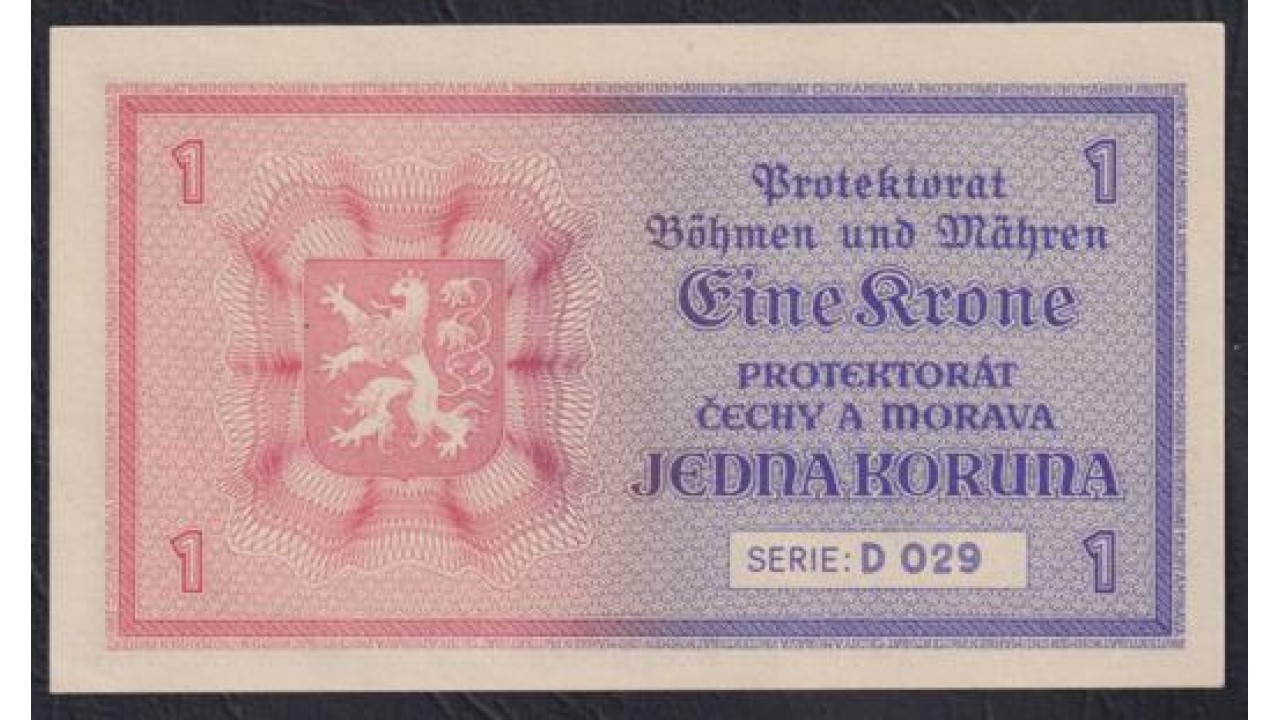 1
1
Protektorat
Böhmen und Mähren
Eine Krone
PROTEKTORÁT
ČECHY A MORAVA
JEDNA KORUNA
1
SERIE: D 029
1